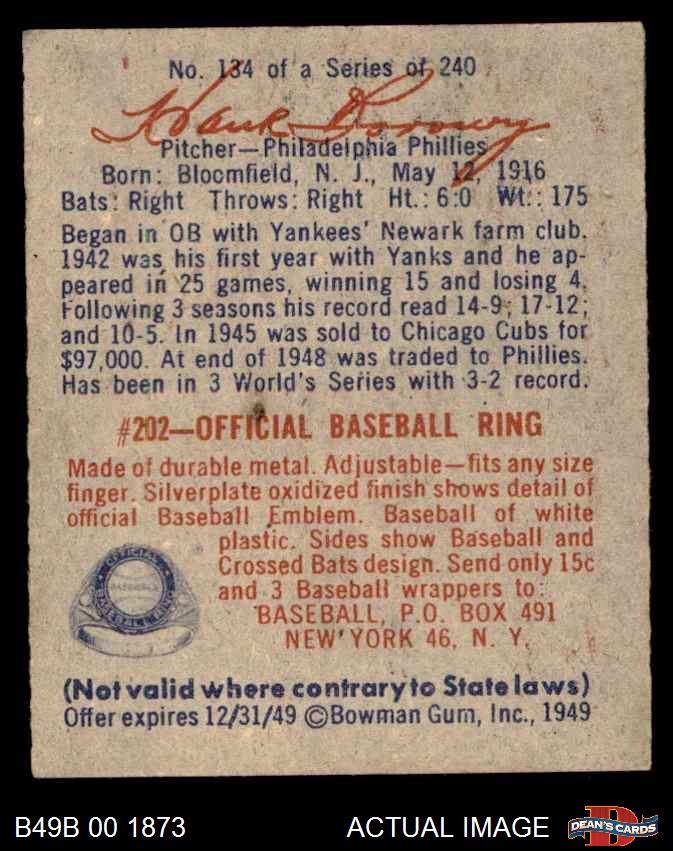 No. 134 of a Series of 240
Hank Borowy
Pitcher—Philadelphia Phillies
Born: Bloomfield, N. J., May 12, 1916
Bats: Right Throws: Right Ht.: 6:0 Wt.: 175
Began in OB with Yankees' Newark farm club.
1942 was his first year with Yanks and he ap-
peared in 25 games, winning 15 and losing 4.
Following 3 seasons his record read 14-9; 17-12;
and 10-5. In 1945 was sold to Chicago Cubs for
$97,000. At end of 1948 was traded to Phillies.
Has been in 3 World's Series with 3-2 record.
#202—OFFICIAL BASEBALL RING
Made of durable metal. Adjustable—fits any size
finger. Silverplate oxidized finish shows detail of
official Baseball Emblem. Baseball of white
plastic. Sides show Baseball and
Crossed Bats design. Send only 15c
and 3 Baseball wrappers to:
BASEBALL, P.O. BOX 491
NEW YORK 46, N. Y.
OFFICIAL
BASEBALL
BASEBALL RING
(Not valid where contrary to State laws)
Offer expires 12/31/49 ©Bowman Gum, Inc., 1949
B49B 00 1873 ACTUAL IMAGE DEAN'S CARDS